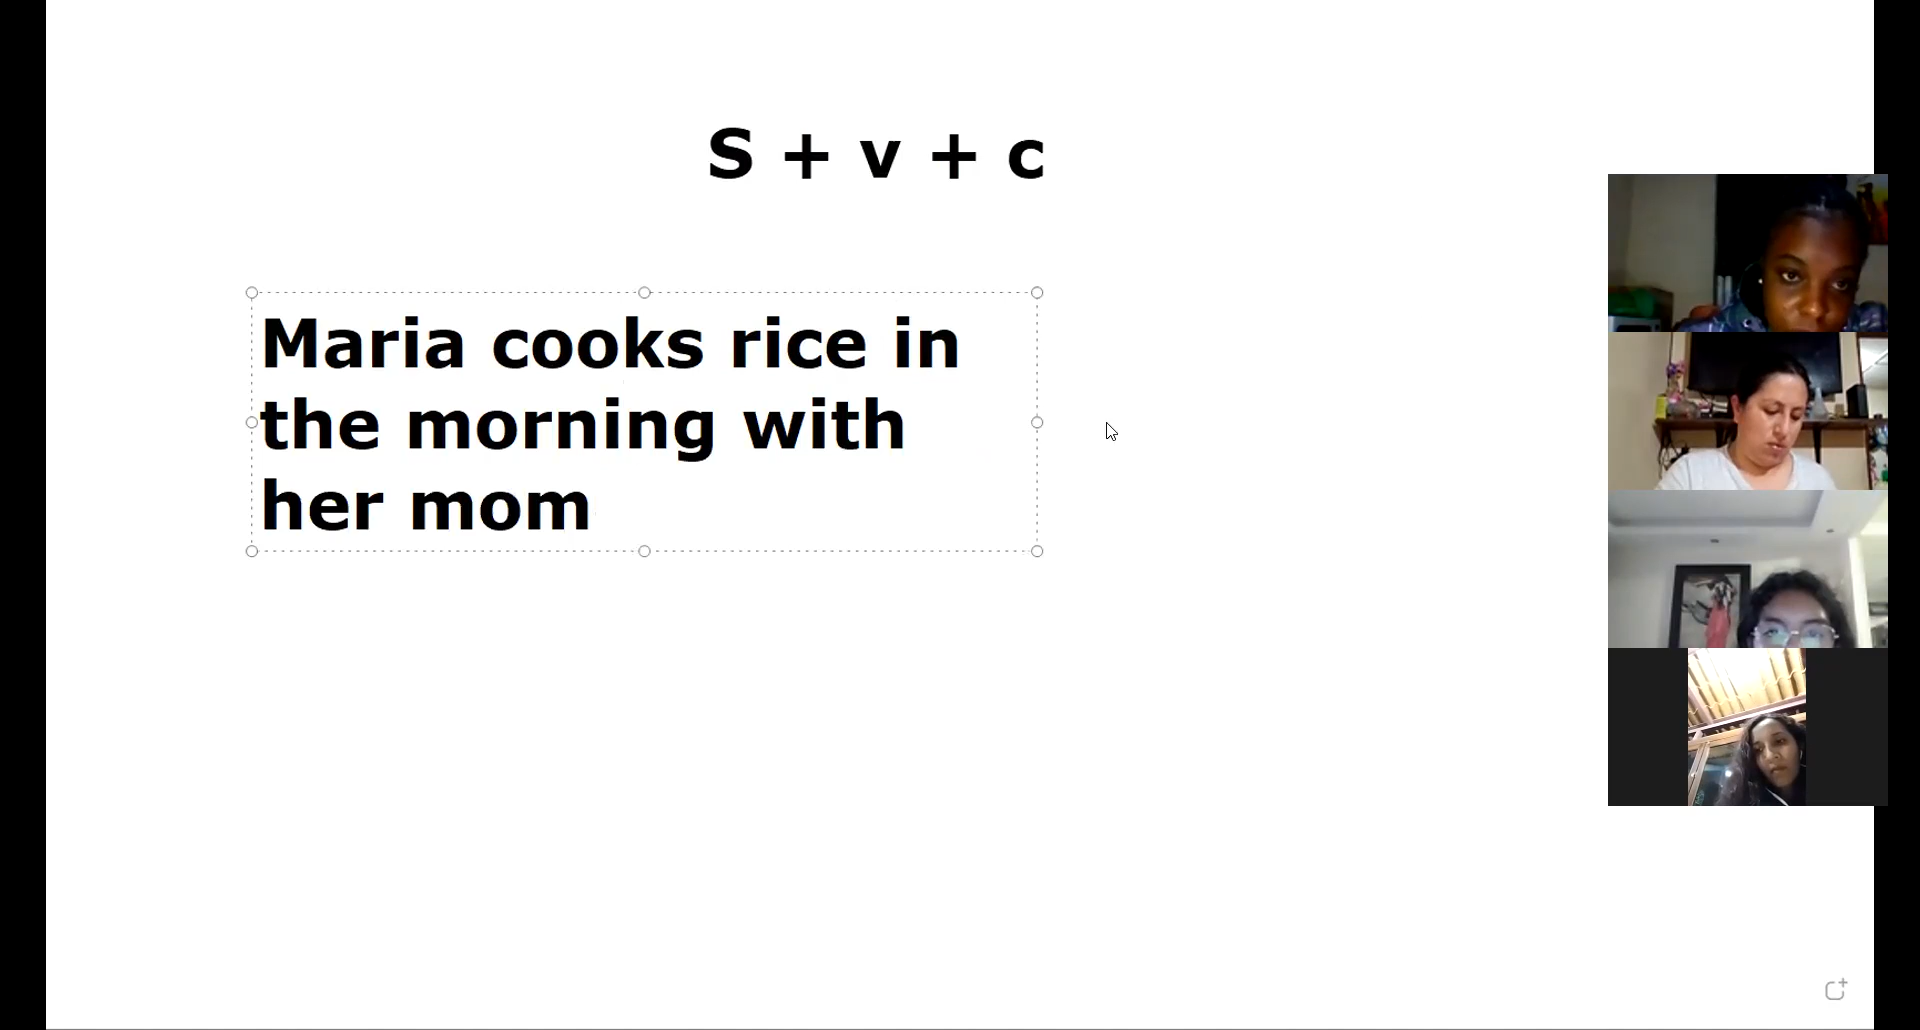 S + v + c
Maria cooks rice in
the morning with
her mom